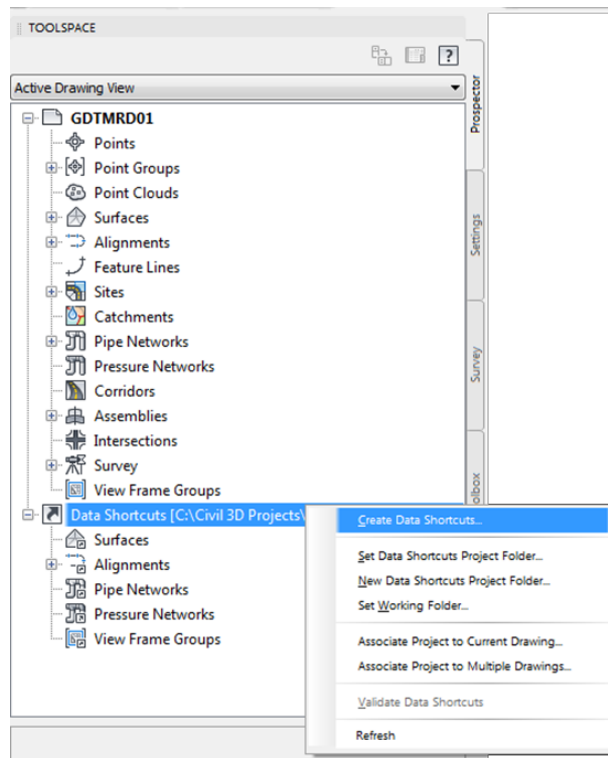 TOOLSPACE
?
Active Drawing View
GDTMRD01
Points
Point Groups
Point Clouds
Surfaces
Alignments
Feature Lines
Sites
Catchments
Pipe Networks
Pressure Networks
Corridors
Assemblies
Intersections
Survey
View Frame Groups
Data Shortcuts [C:\Civil 3D Projects\
Surfaces
Alignments
Pipe Networks
Pressure Networks
View Frame Groups
Prospector
Settings
Survey
olbox
Create Data Shortcuts...
Set Data Shortcuts Project Folder...
New Data Shortcuts Project Folder...
Set Working Folder...
Associate Project to Current Drawing...
Associate Project to Multiple Drawings...
Validate Data Shortcuts
Refresh